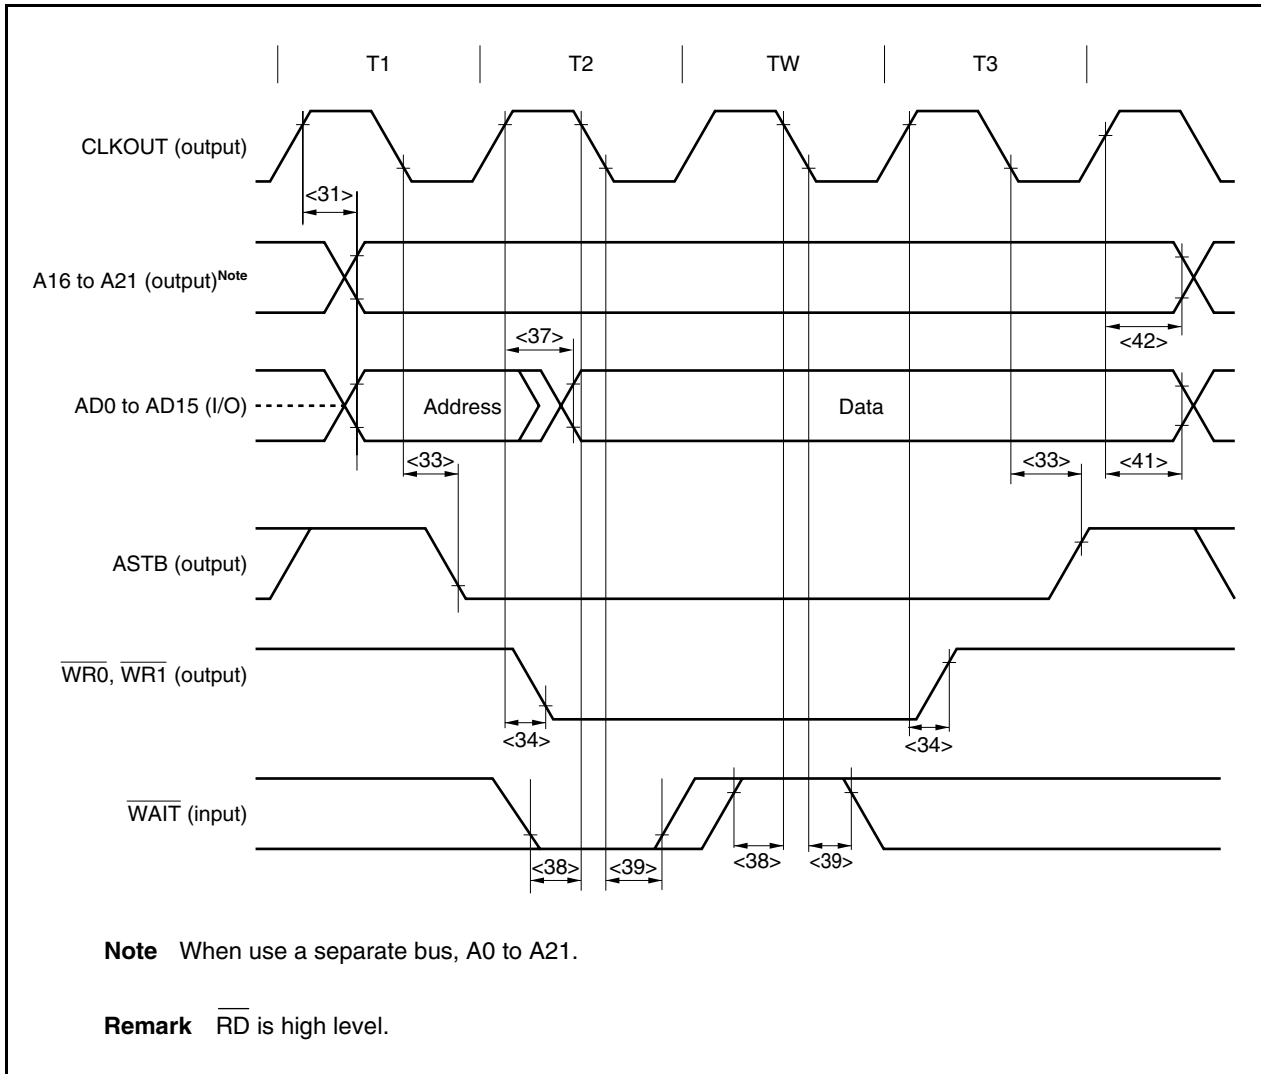 T1 T2 TW T3
CLKOUT (output)
<31>
A16 to A21 (output)Note
<37> <42>
AD0 to AD15 (I/O) Address Data
<33> <33> <41>
ASTB (output)
WR0, WR1 (output)
<34> <34>
WAIT (input)
<38> <39> <38> <39>
Note When use a separate bus, A0 to A21.
Remark RD is high level.